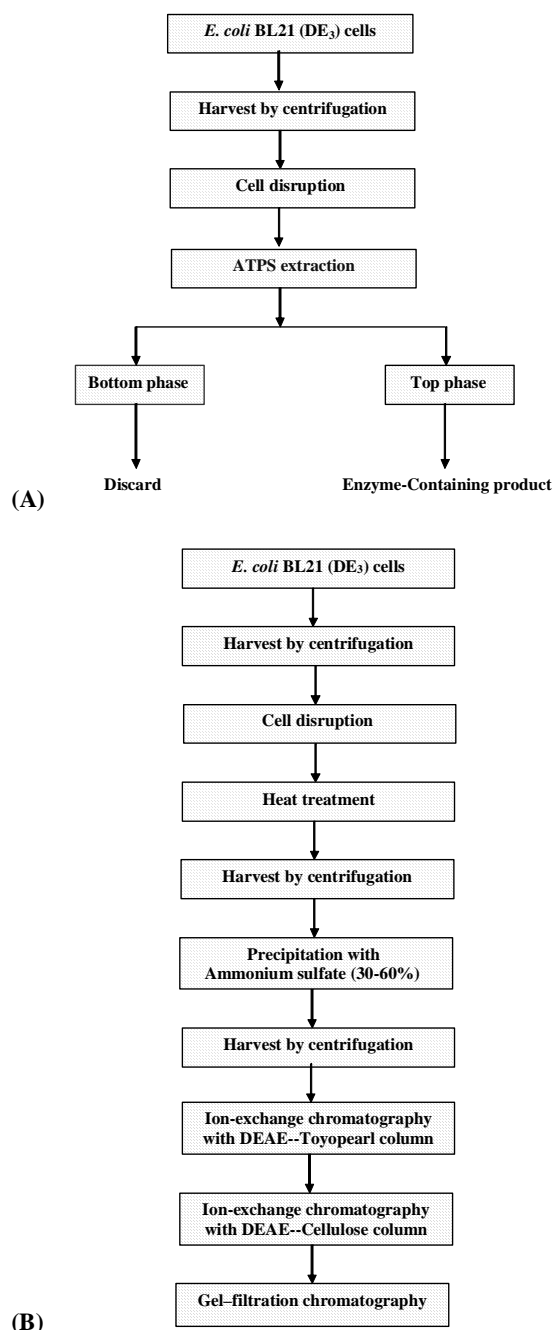 E. coli BL21 (DE₃) cells
Harvest by centrifugation
Cell disruption
ATPS extraction
Bottom phase
Top phase
Discard
Enzyme-Containing product
(A)
E. coli BL21 (DE₃) cells
Harvest by centrifugation
Cell disruption
Heat treatment
Harvest by centrifugation
Precipitation with
Ammonium sulfate (30-60%)
Harvest by centrifugation
Ion-exchange chromatography
with DEAE--Toyopearl column
Ion-exchange chromatography
with DEAE--Cellulose column
Gel–filtration chromatography
(B)